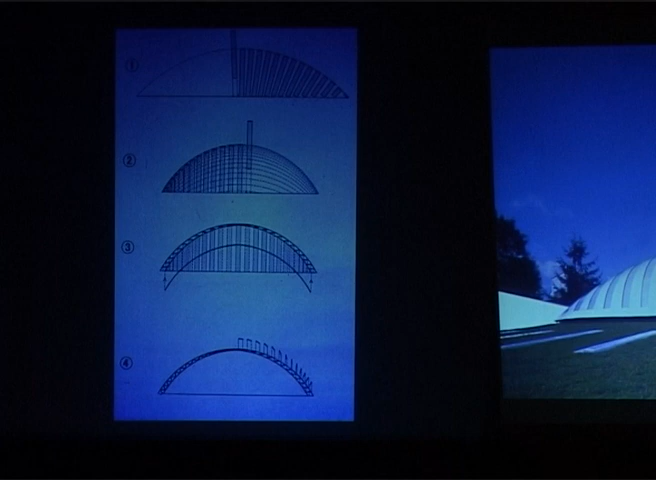 ①
②
③
④